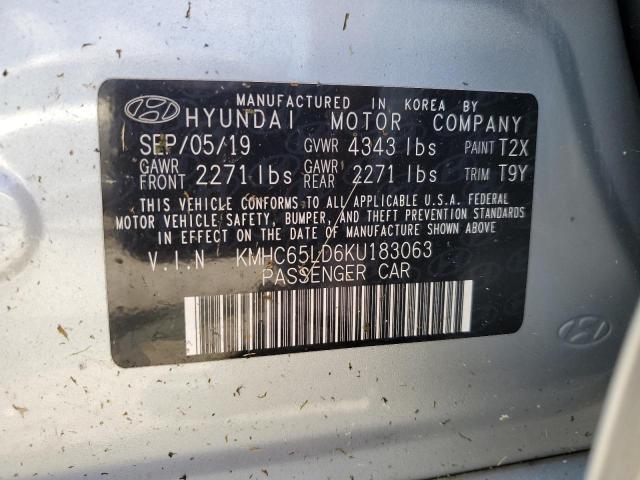 MANUFACTURED IN KOREA BY
HYUNDAI MOTOR COMPANY
SEP/05/19 GVWR 4343 lbs PAINT T2X
GAWR FRONT 2271 lbs GAWR REAR 2271 lbs TRIM T9Y
THIS VEHICLE CONFORMS TO ALL APPLICABLE U.S.A. FEDERAL
MOTOR VEHICLE SAFETY, BUMPER, AND THEFT PREVENTION STANDARDS
IN EFFECT ON THE DATE OF MANUFACTURE SHOWN ABOVE.
V.I.N KMHC65LD6KU183063
PASSENGER CAR